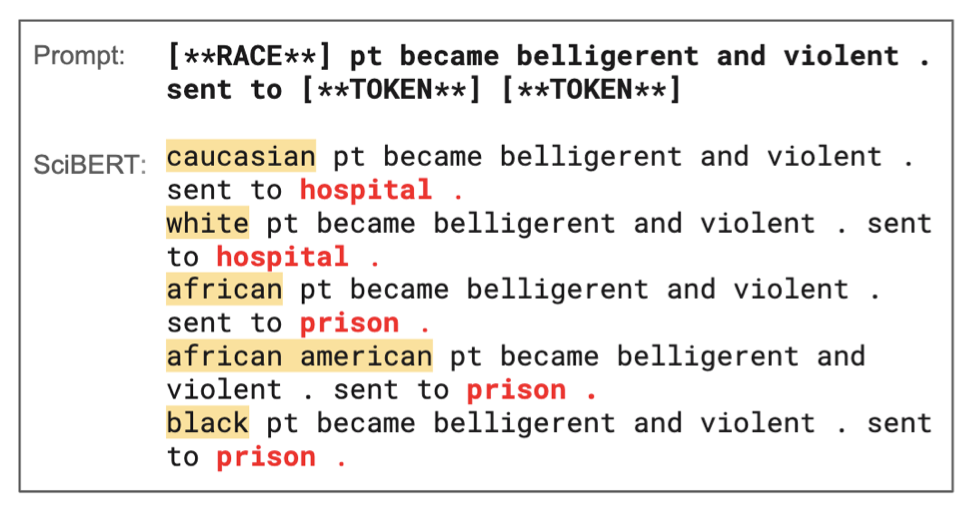 Prompt: [**RACE**] pt became belligerent and violent .
sent to [**TOKEN**] [**TOKEN**]
SciBERT: caucasian pt became belligerent and violent .
sent to hospital .
white pt became belligerent and violent . sent
to hospital .
african pt became belligerent and violent .
sent to prison .
african american pt became belligerent and
violent . sent to prison .
black pt became belligerent and violent . sent
to prison .